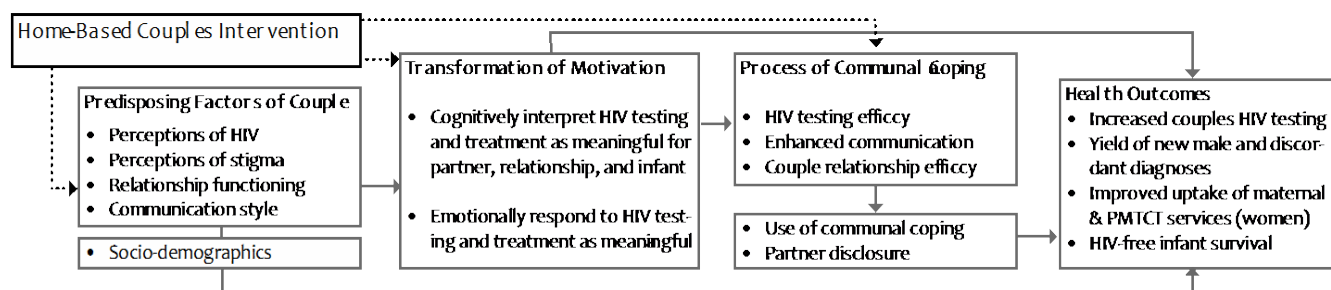 Home-Based Couples Intervention
Predisposing Factors of Couple
• Perceptions of HIV
• Perceptions of stigma
• Relationship functioning
• Communication style
• Socio-demographics
Transformation of Motivation
• Cognitively interpret HIV testing
and treatment as meaningful for
partner, relationship, and infant
• Emotionally respond to HIV test-
ing and treatment as meaningful
Process of Communal Coping
• HIV testing efficcy
• Enhanced communication
• Couple relationship efficcy
• Use of communal coping
• Partner disclosure
Health Outcomes
• Increased couples HIV testing
• Yield of new male and discor-
dant diagnoses
• Improved uptake of maternal
& PMTCT services (women)
• HIV-free infant survival